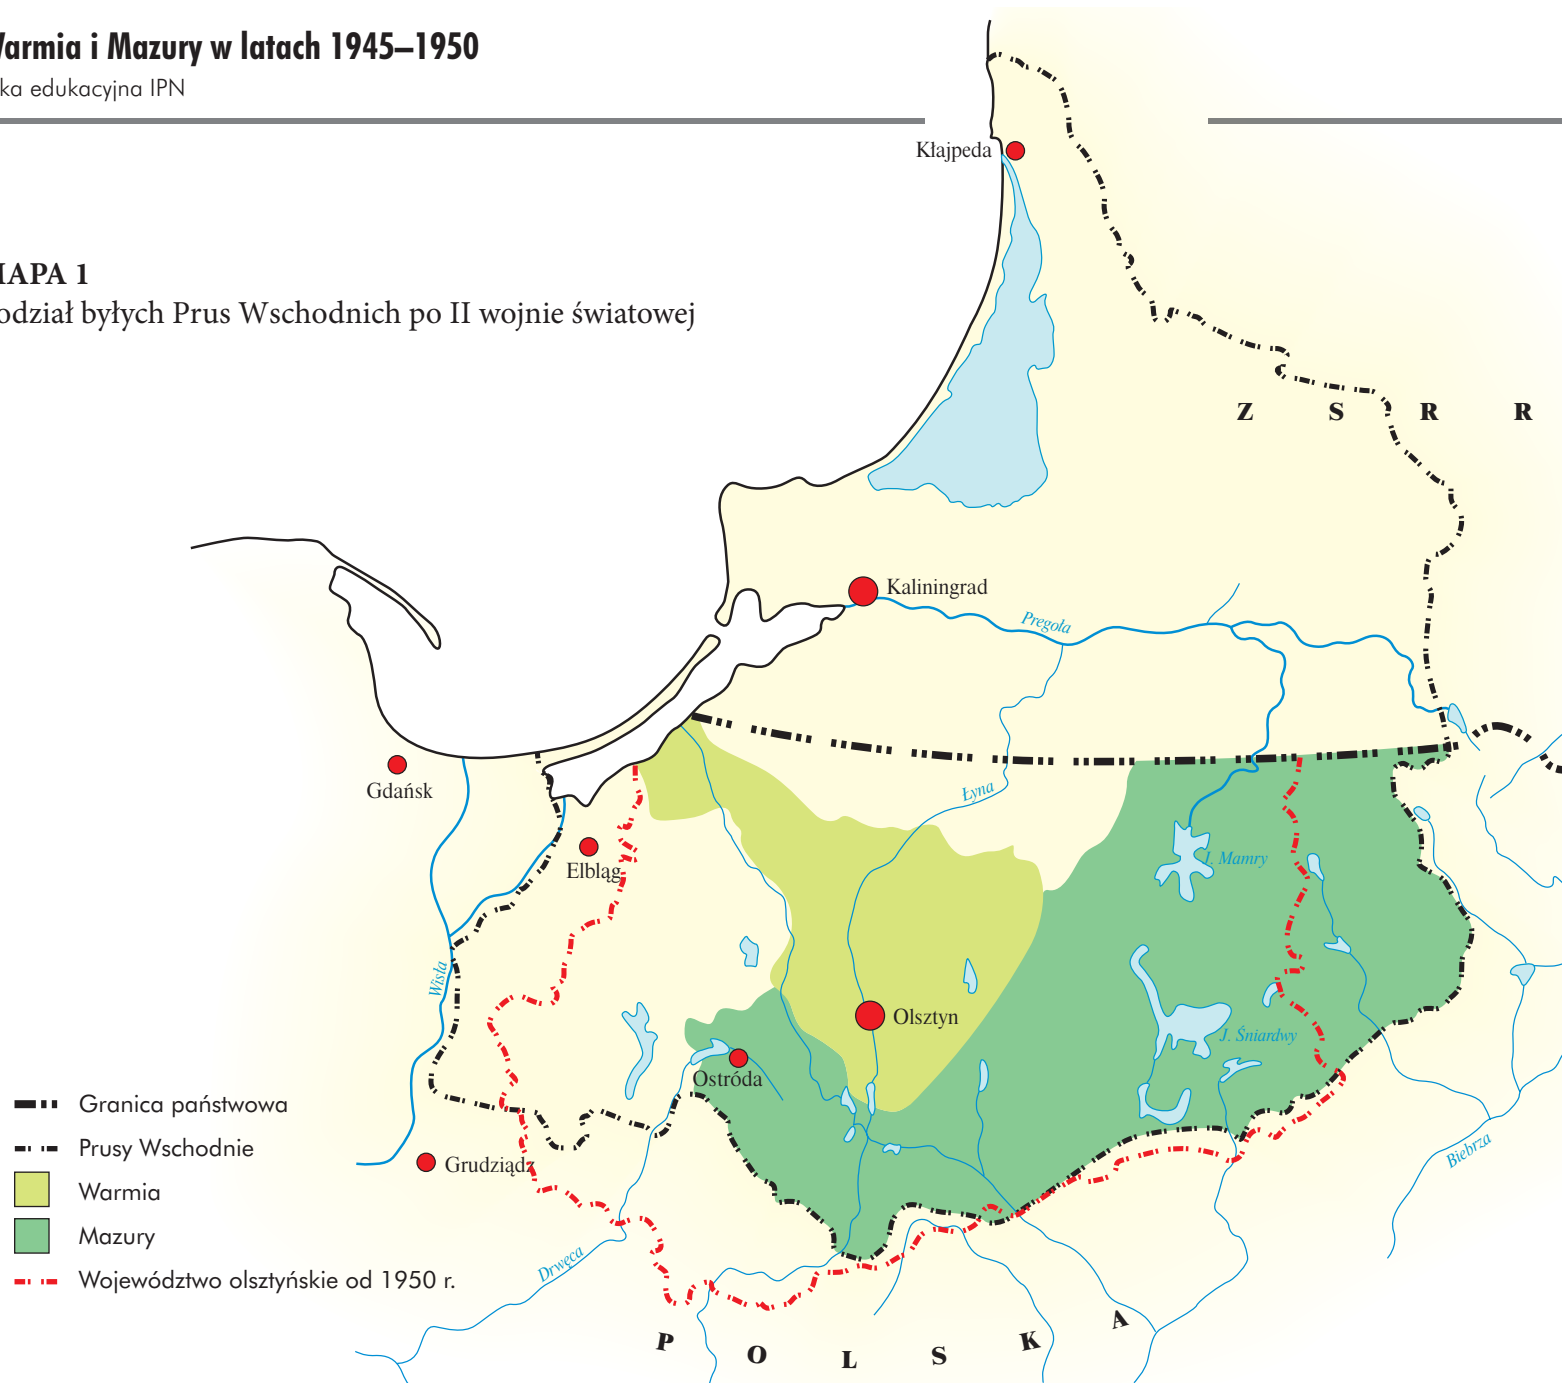 armia i Mazury w latach 1945–1950
ka edukacyjna IPN
APA 1
odział byłych Prus Wschodnich po II wojnie światowej
Kłajpeda
Z S R R
Kaliningrad
Pregoła
Gdańsk
Łyna
Elbląg
J. Mamry
Wisła
Olsztyn
J. Śniardwy
Ostróda
Grudziądz
Biebrza
Drwęca
P O L S K A
Granica państwowa
Prusy Wschodnie
Warmia
Mazury
Województwo olsztyńskie od 1950 r.